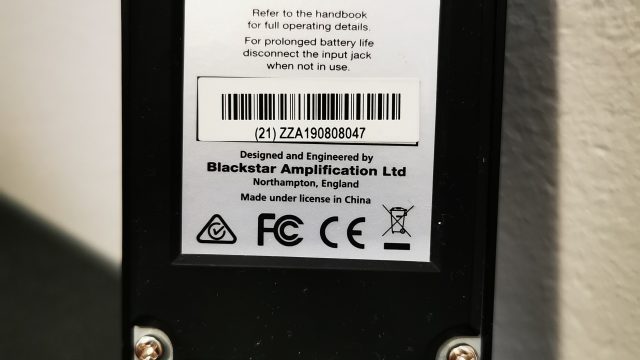 Refer to the handbook
for full operating details.
For prolonged battery life
disconnect the input jack
when not in use.
(21) ZZA190808047
Designed and Engineered by
Blackstar Amplification Ltd
Northampton, England
Made under license in China
FC CE